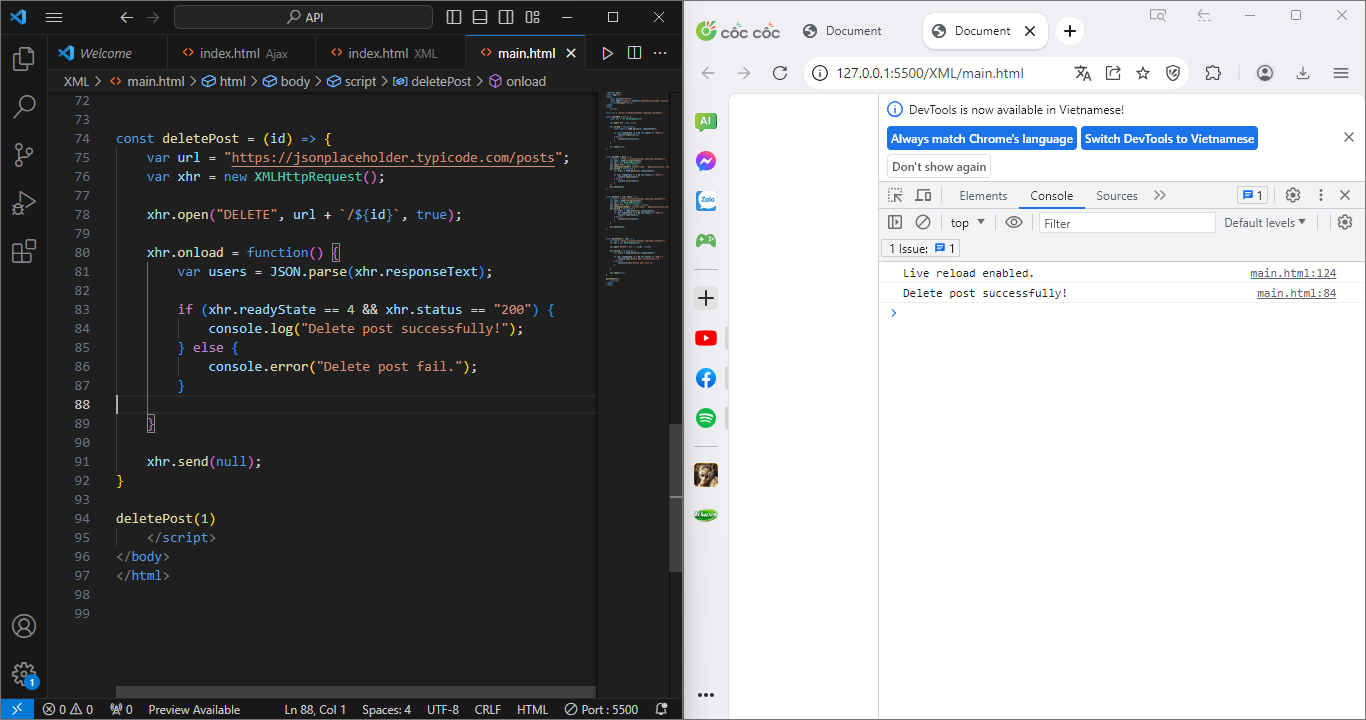 API
Welcome
index.html Ajax
index.html XML
main.html
XML > main.html > html > body > script > deletePost > onload
72
73
74 const deletePost = (id) => {
75 var url = "https://jsonplaceholder.typicode.com/posts";
76 var xhr = new XMLHttpRequest();
77
78 xhr.open("DELETE", url + `/${id}`, true);
79
80 xhr.onload = function() {
81 var users = JSON.parse(xhr.responseText);
82
83 if (xhr.readyState == 4 && xhr.status == "200") {
84 console.log("Delete post successfully!");
85 } else {
86 console.error("Delete post fail.");
87 }
88
89 }
90
91 xhr.send(null);
92 }
93
94 deletePost(1)
95 </script>
96 </body>
97 </html>
98
99
1
0 0 0 Preview Available Ln 88, Col 1 Spaces: 4 UTF-8 CRLF HTML Port : 5500
cốc cốc
Document
Document
127.0.0.1:5500/XML/main.html
AI
Zalo
DevTools is now available in Vietnamese!
Always match Chrome's language
Switch DevTools to Vietnamese
Don't show again
Elements Console Sources 1
top Filter Default levels
1 Issue: 1
Live reload enabled. main.html:124
Delete post successfully! main.html:84